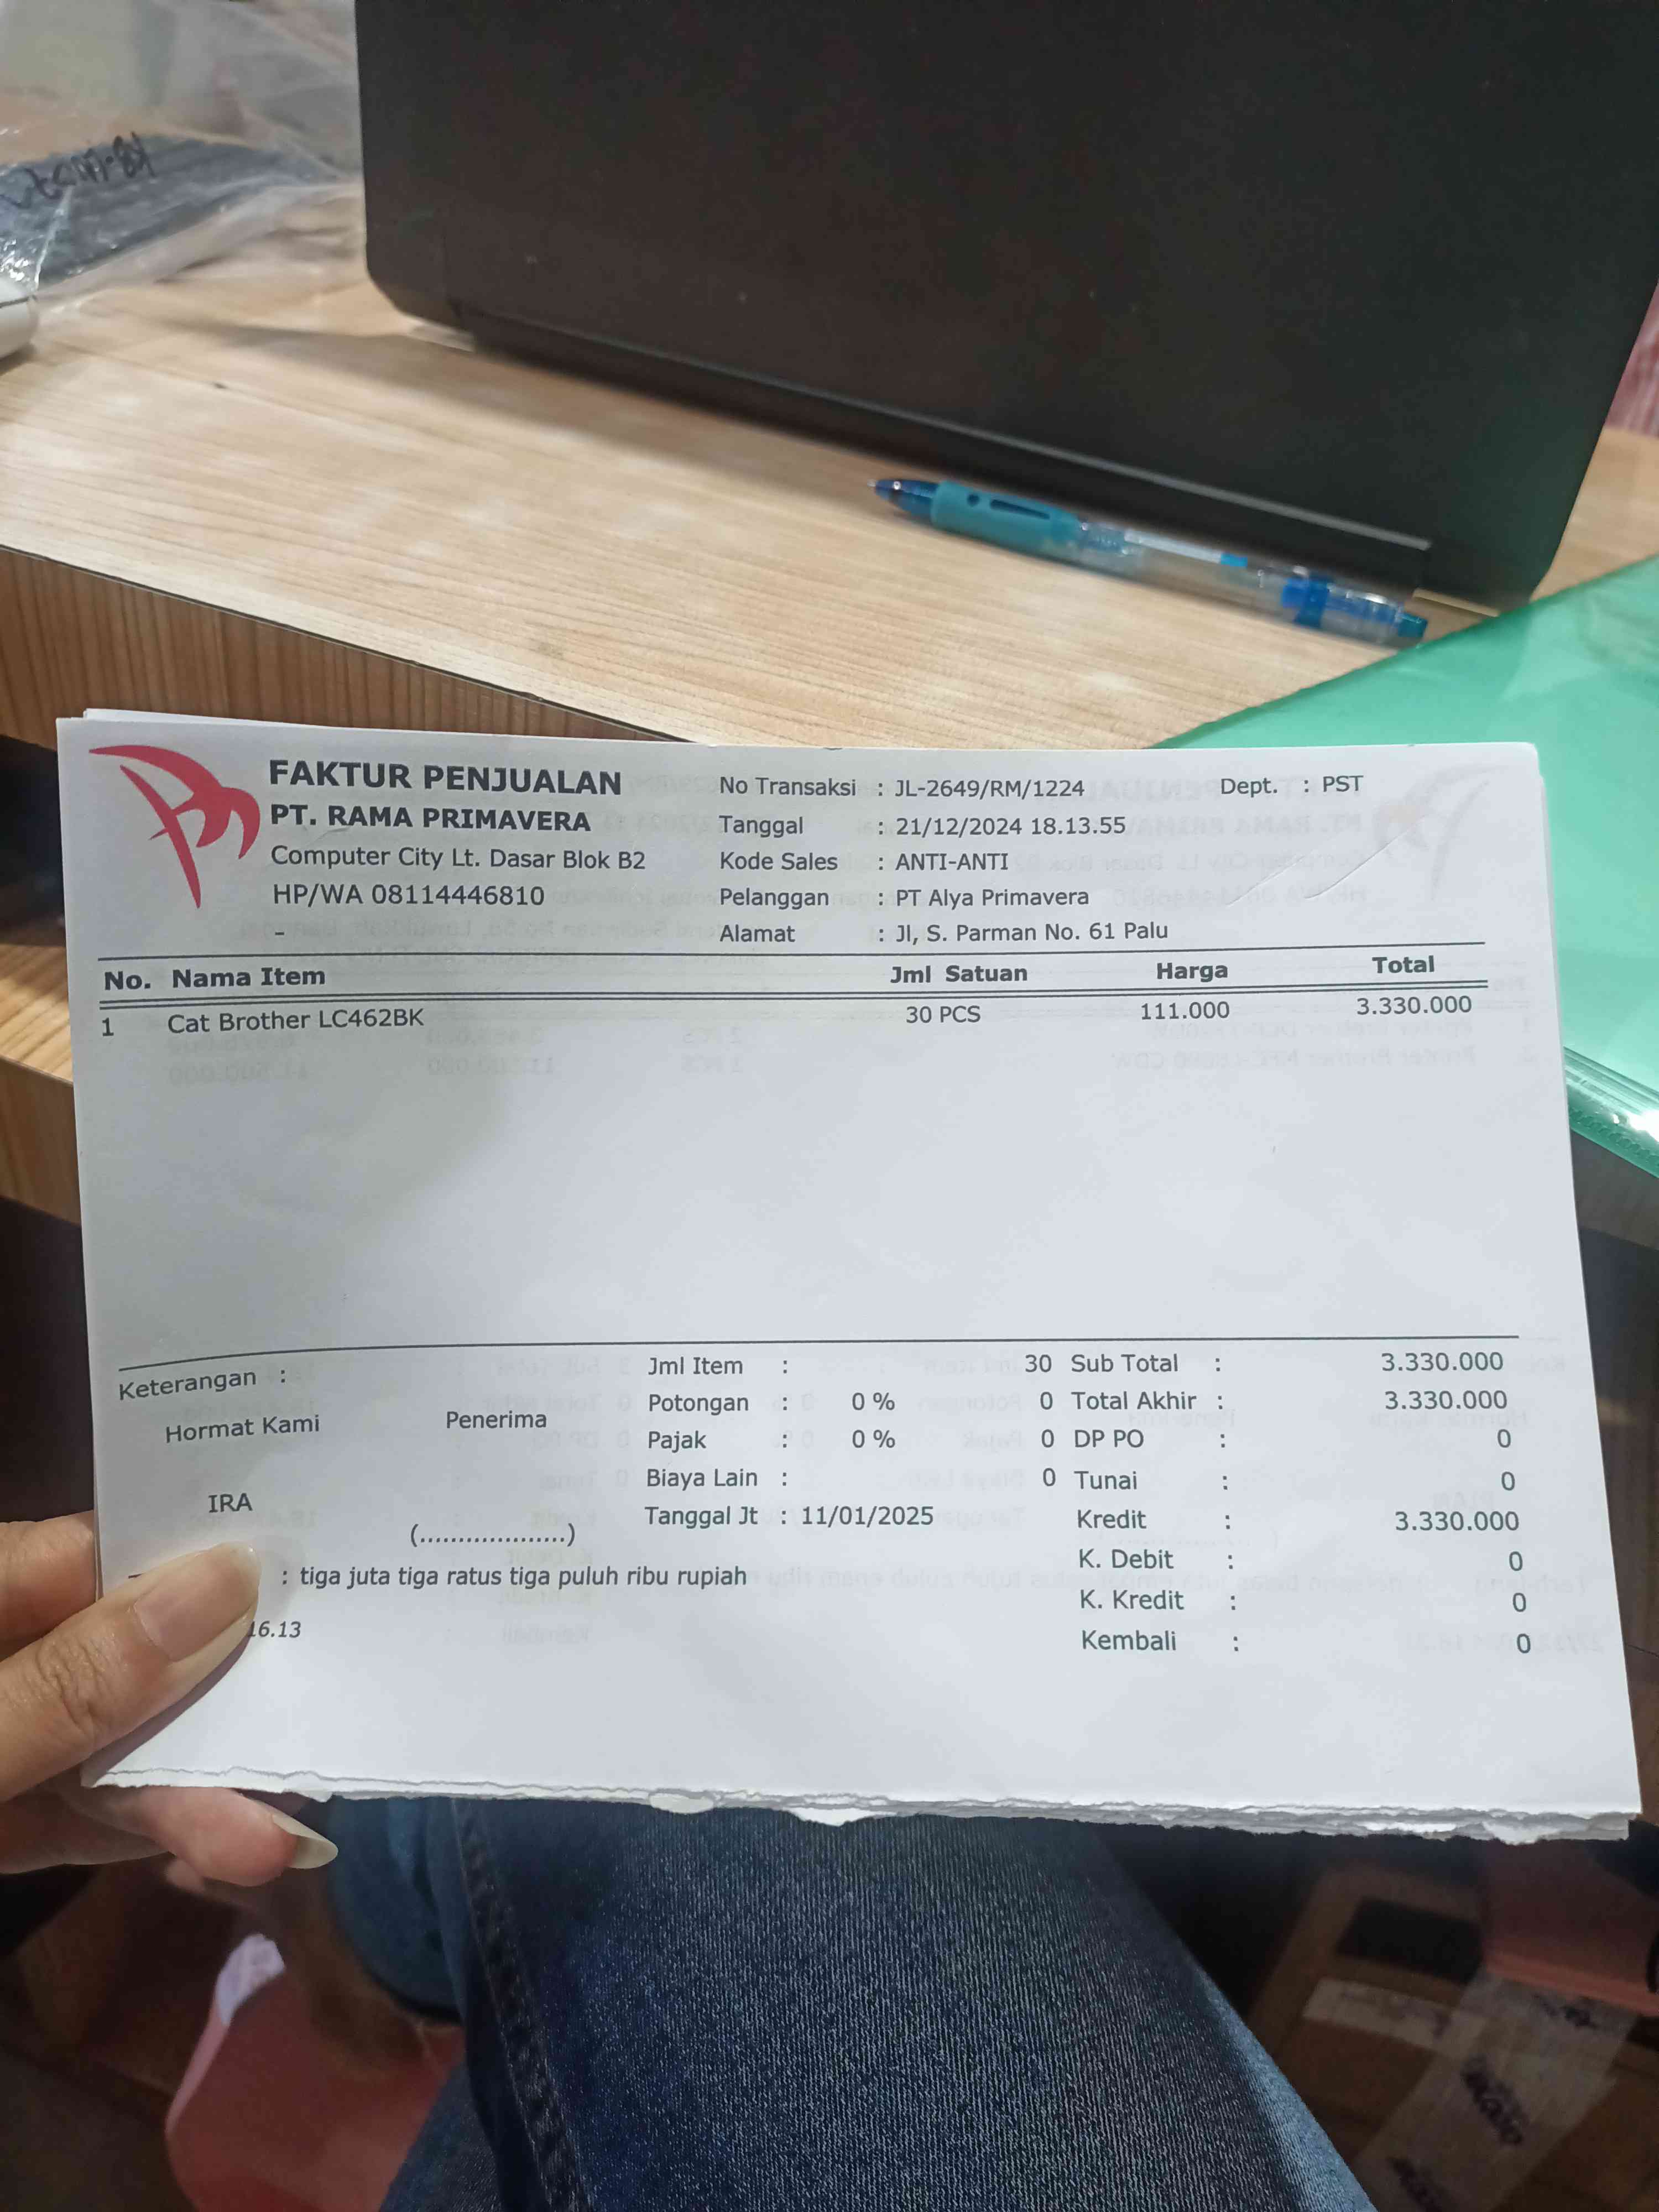 FAKTUR PENJUALAN
PT. RAMA PRIMAVERA
Computer City Lt. Dasar Blok B2
HP/WA 08114446810
-
No Transaksi : JL-2649/RM/1224 Dept. : PST
Tanggal : 21/12/2024 18.13.55
Kode Sales : ANTI-ANTI
Pelanggan : PT Alya Primavera
Alamat : Jl, S. Parman No. 61 Palu
No. Nama Item Jml Satuan Harga Total
1 Cat Brother LC462BK 30 PCS 111.000 3.330.000
Keterangan :
Hormat Kami Penerima
IRA
(...................)
Jml Item : 30
Potongan : 0 % 0
Pajak : 0 % 0
Biaya Lain : 0
Tanggal Jt : 11/01/2025
Sub Total : 3.330.000
Total Akhir : 3.330.000
DP PO : 0
Tunai : 0
Kredit : 3.330.000
K. Debit : 0
K. Kredit : 0
Kembali : 0
: tiga juta tiga ratus tiga puluh ribu rupiah
16.13